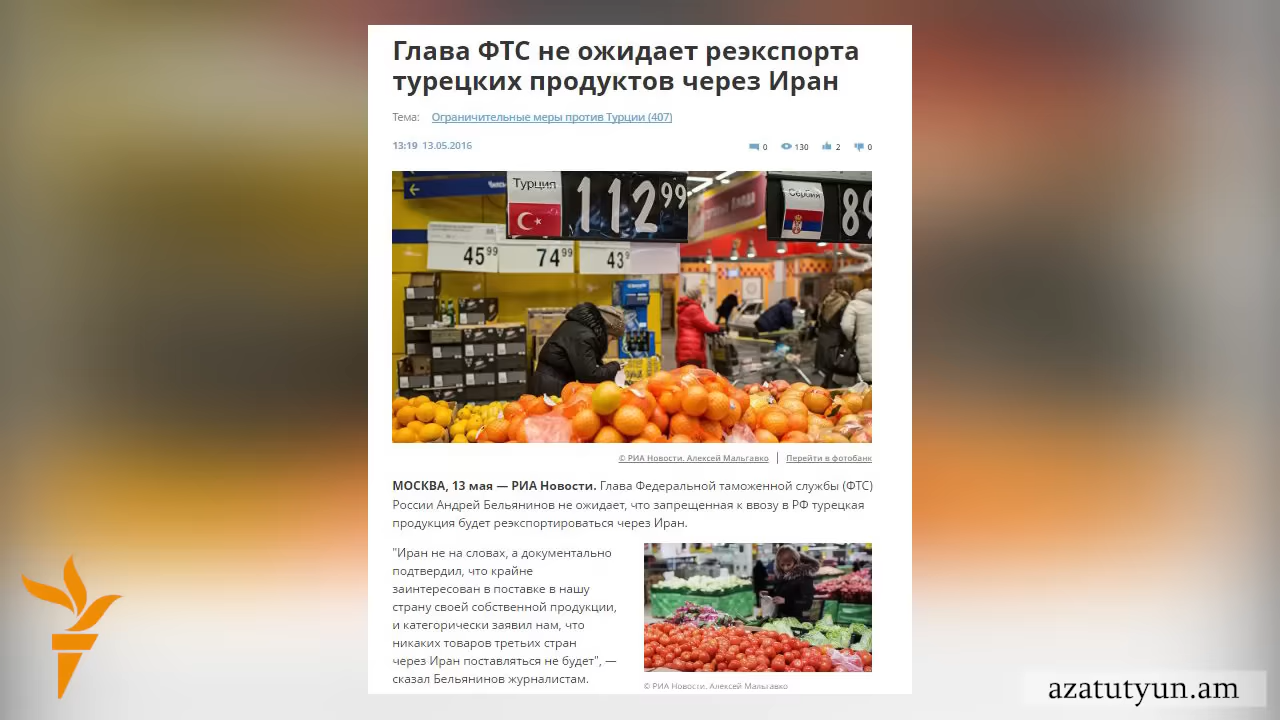 Глава ФТС не ожидает реэкспорта
турецких продуктов через Иран
Тема: Ограничительные меры против Турции (407)
13:19 13.05.2016 0 130 2 0
Турция 112 99 Сербия 89
45 99 74 99 43 9
© РИА Новости. Алексей Мальгавко | Перейти в фотобанк
МОСКВА, 13 мая — РИА Новости. Глава Федеральной таможенной службы (ФТС)
России Андрей Бельянинов не ожидает, что запрещенная к ввозу в РФ турецкая
продукция будет реэкспортироваться через Иран.
"Иран не на словах, а документально
подтвердил, что крайне
заинтересован в поставке в нашу
страну своей собственной продукции,
и категорически заявил нам, что
никаких товаров третьих стран
через Иран поставляться не будет", —
сказал Бельянинов журналистам.
© РИА Новости. Алексей Мальгавко
azatutyun.am